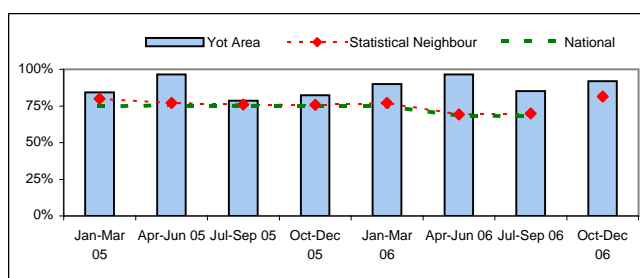 Yot Area Statistical Neighbour National
100%
75%
50%
25%
0%
Jan-Mar 05 Apr-Jun 05 Jul-Sep 05 Oct-Dec 05 Jan-Mar 06 Apr-Jun 06 Jul-Sep 06 Oct-Dec 06